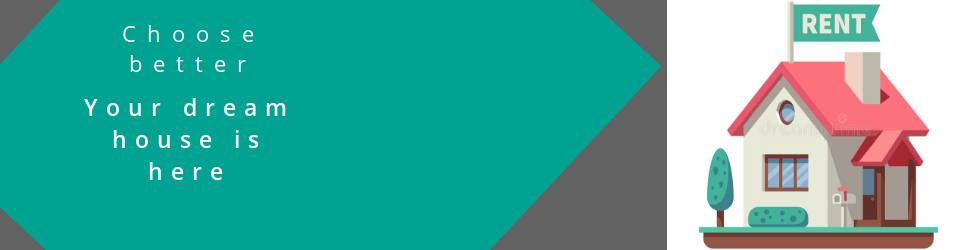 Choose
better
Your dream
house is
here
RENT